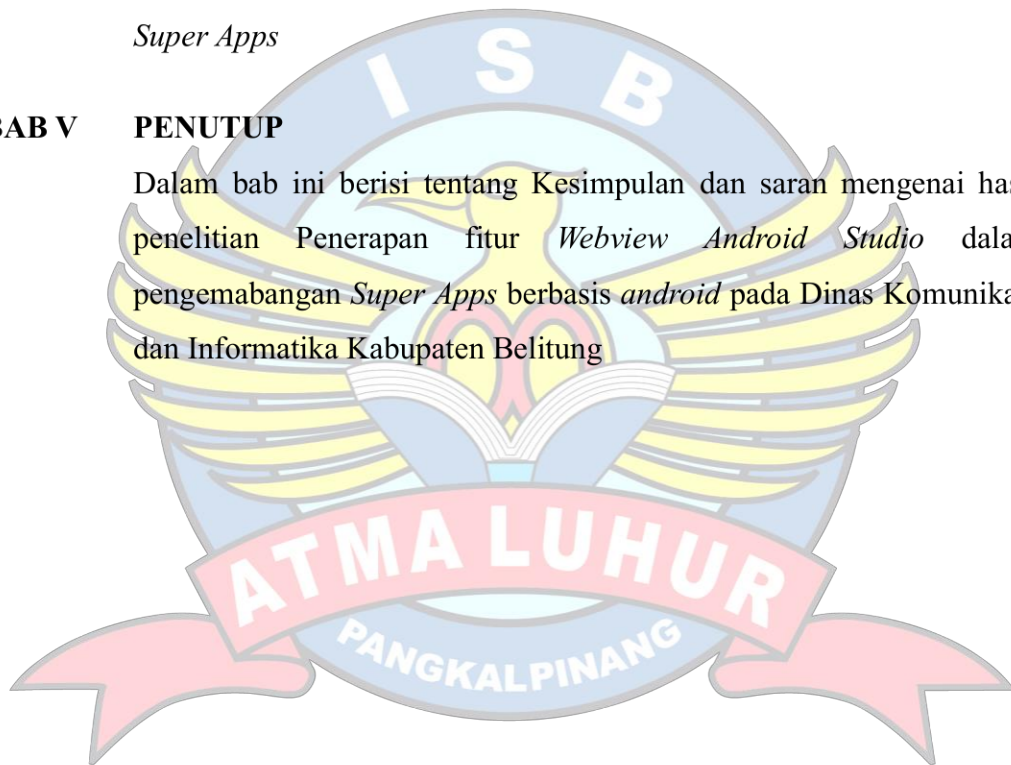 Super Apps
BAB V PENUTUP
Dalam bab ini berisi tentang Kesimpulan dan saran mengenai has
penelitian Penerapan fitur Webview Android Studio dala
pengemabangan Super Apps berbasis android pada Dinas Komunika
dan Informatika Kabupaten Belitung
I S B
ATMA LUHUR
PANGKALPINANG